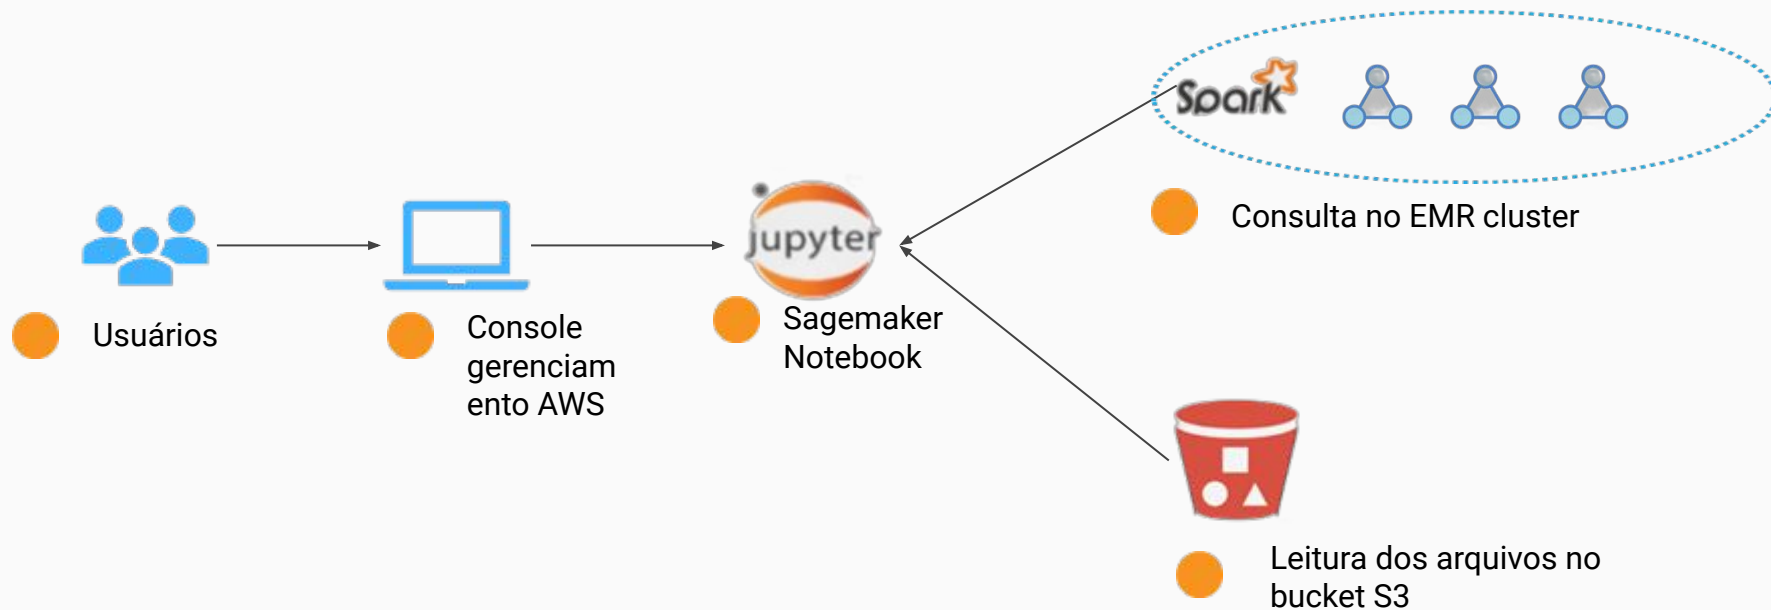 Spark
Consulta no EMR cluster
jupyter
Usuários
Console
gerenciam
ento AWS
Sagemaker
Notebook
Leitura dos arquivos no
bucket S3